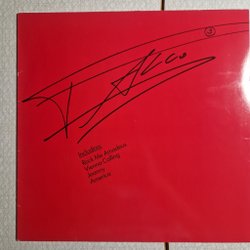 Falco
3
Includes:
Rock Me Amadeus
Vienna Calling
Jeanny
America